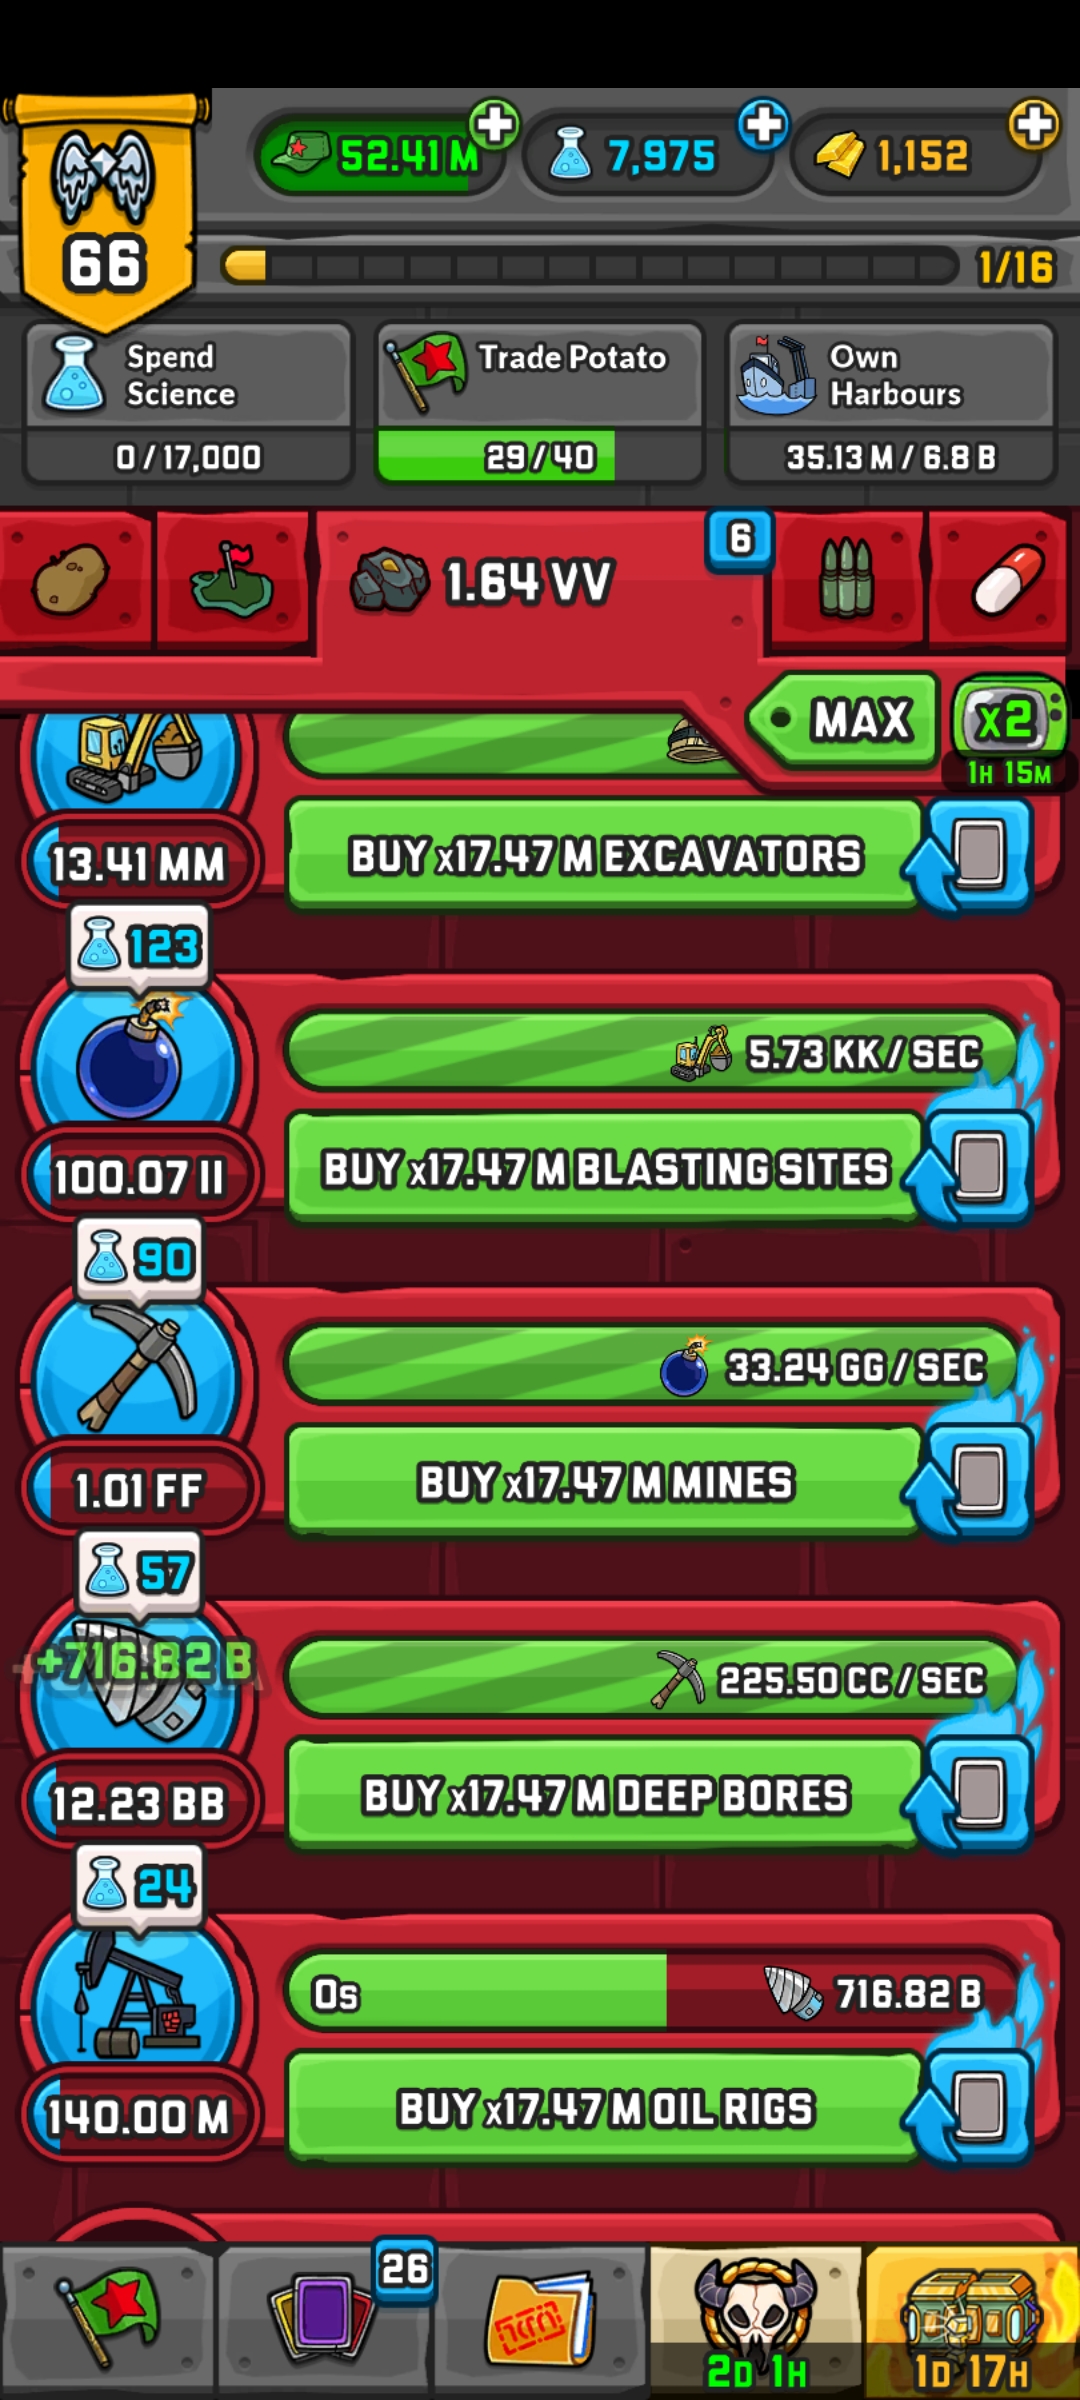 52.41 M
7,975
1,152
66
1/16
Spend
Science
0/17,000
Trade Potato
29/40
Own
Harbours
35.13 M / 6.8 B
1.64 VV
6
MAX
x2
1H 15M
13.41 MM
BUY x17.47 M EXCAVATORS
123
5.73 KK / SEC
100.07 II
BUY x17.47 M BLASTING SITES
90
33.24 GG / SEC
1.01 FF
BUY x17.47 M MINES
57
+716.82 B
225.50 CC / SEC
12.23 BB
BUY x17.47 M DEEP BORES
24
0s
716.82 B
140.00 M
BUY x17.47 M OIL RIGS
26
2D 1H
1D 17H